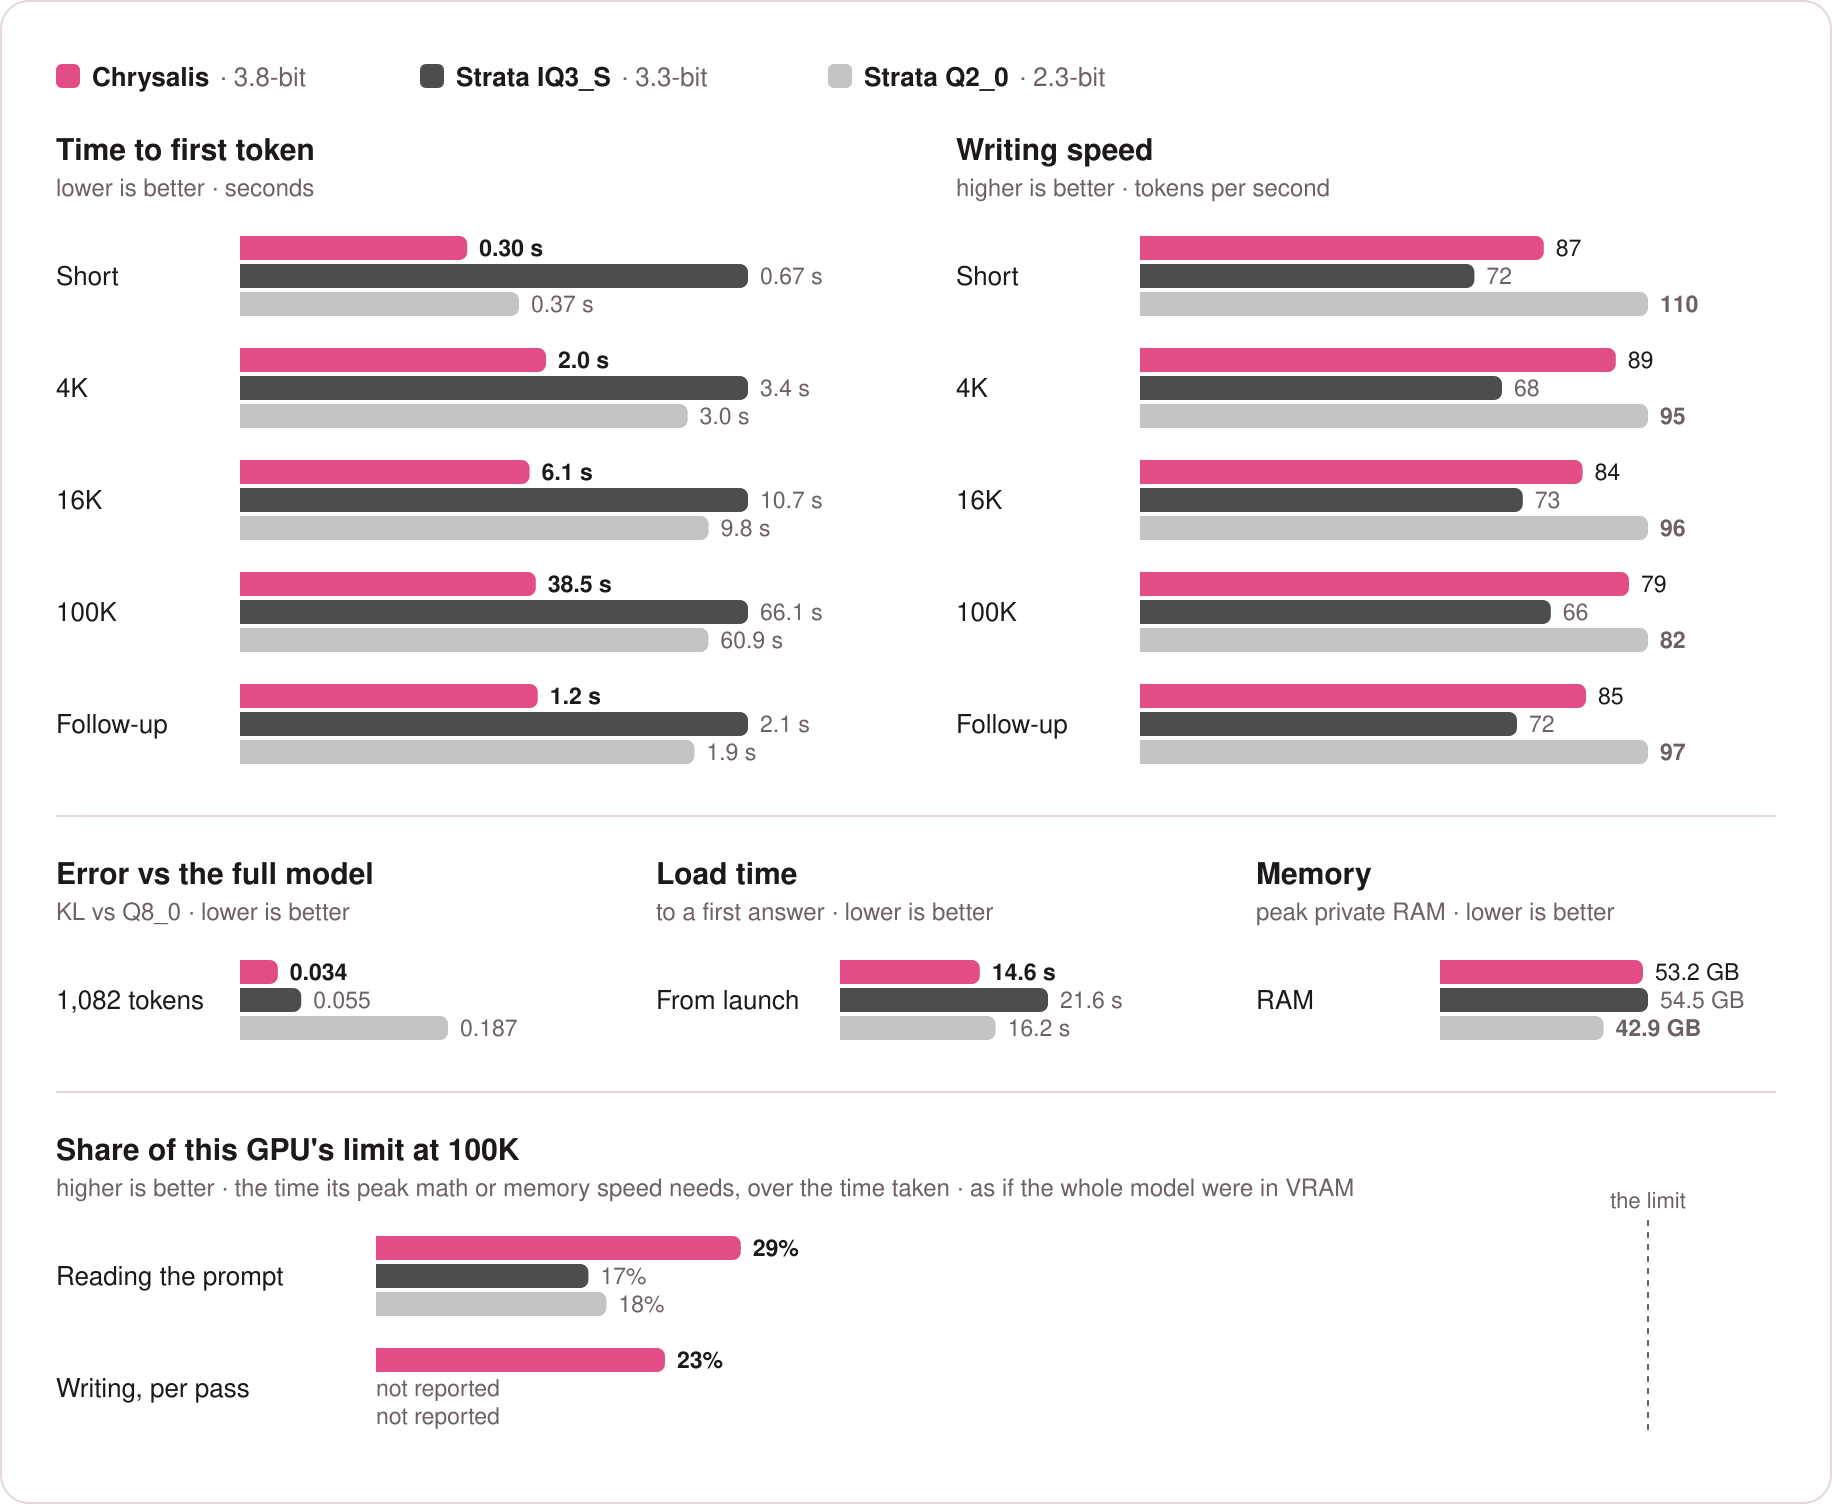 Chrysalis · 3.8-bit
Strata IQ3_S · 3.3-bit
Strata Q2_0 · 2.3-bit
Time to first token
lower is better · seconds
Short
0.30 s
0.67 s
0.37 s
4K
2.0 s
3.4 s
3.0 s
16K
6.1 s
10.7 s
9.8 s
100K
38.5 s
66.1 s
60.9 s
Follow-up
1.2 s
2.1 s
1.9 s
Writing speed
higher is better · tokens per second
Short
87
72
110
4K
89
68
95
16K
84
73
96
100K
79
66
82
Follow-up
85
72
97
Error vs the full model
KL vs Q8_0 · lower is better
1,082 tokens
0.034
0.055
0.187
Load time
to a first answer · lower is better
From launch
14.6 s
21.6 s
16.2 s
Memory
peak private RAM · lower is better
RAM
53.2 GB
54.5 GB
42.9 GB
Share of this GPU's limit at 100K
higher is better · the time its peak math or memory speed needs, over the time taken · as if the whole model were in VRAM
the limit
Reading the prompt
29%
17%
18%
Writing, per pass
23%
not reported
not reported